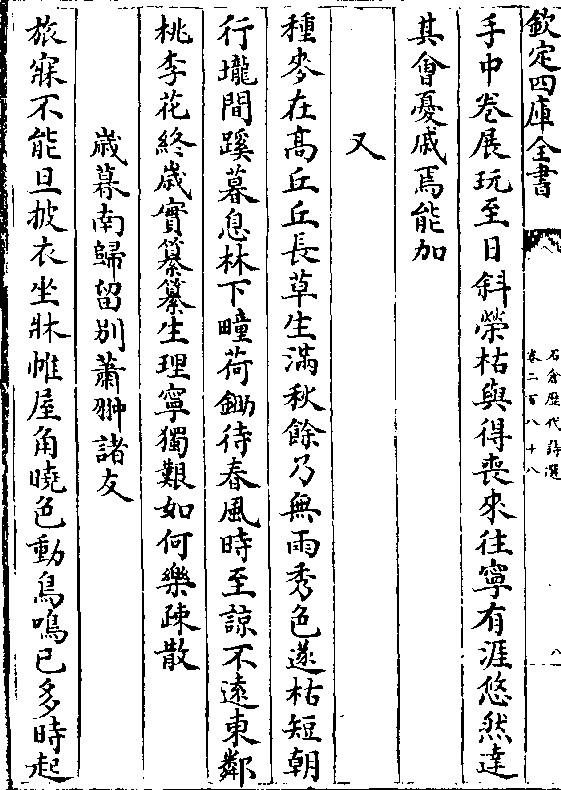 欽定四庫全書
石倉歷代詩選
卷二百八十八
八
手中卷展玩至日斜榮枯與得喪來往寧有涯悠然達
其會憂戚焉能加
又
種麥在高丘丘長草生滿秋餘乃無雨秀色遂枯短朝
行壠間蹊暮息林下疃荷鋤待春風時至諒不遠東鄰
桃李花終歲實纂纂生理寧獨艱如何樂疎散
歲暮南歸留別蕭翀諸友
旅寐不能旦披衣坐牀帷屋角曉色動鳥鳴已多時起